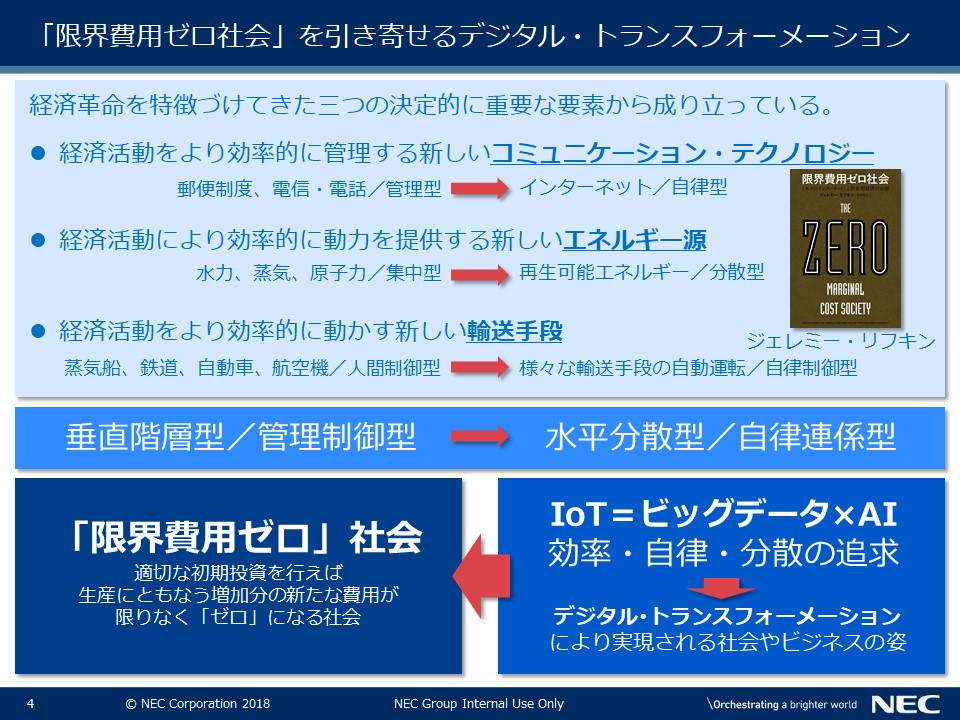 「限界費用ゼロ社会」を引き寄せるデジタル・トランスフォーメーション
経済革命を特徴づけてきた三つの決定的に重要な要素から成り立っている。
● 経済活動をより効率的に管理する新しいコミュニケーション・テクノロジー
郵便制度、電信・電話／管理型
インターネット／自律型
● 経済活動により効率的に動力を提供する新しいエネルギー源
水力、蒸気、原子力／集中型
再生可能エネルギー／分散型
● 経済活動をより効率的に動かす新しい輸送手段
蒸気船、鉄道、自動車、航空機／人間制御型
様々な輸送手段の自動運転／自律制御型
限界費用ゼロ社会
THE
ZERO
MARGINAL
COST SOCIETY
ジェレミー・リフキン
垂直階層型／管理制御型
水平分散型／自律連係型
「限界費用ゼロ」社会
適切な初期投資を行えば
生産にともなう増加分の新たな費用が
限りなく「ゼロ」になる社会
IoT＝ビッグデータ×AI
効率・自律・分散の追求
デジタル・トランスフォーメーション
により実現される社会やビジネスの姿
4
© NEC Corporation 2018
NEC Group Internal Use Only
\Orchestrating a brighter world
NEC